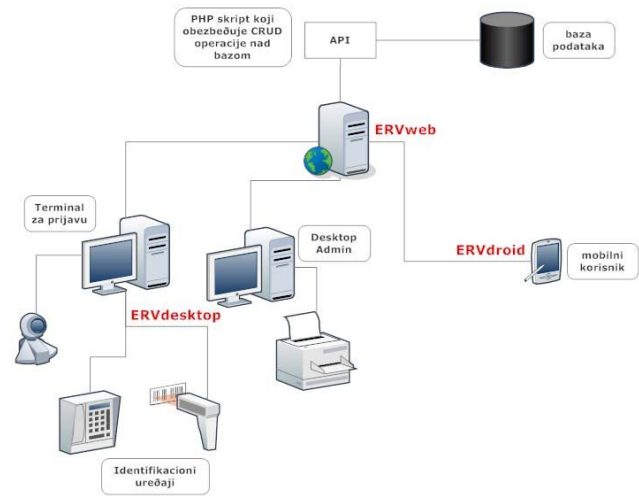 PHP skript koji
obezbeđuje CRUD
operacije nad
bazom
API
baza
podataka
ERVweb
Terminal
za prijavu
Desktop
Admin
ERVdroid
mobilni
korisnik
ERVdesktop
Identifikacioni
uređaji